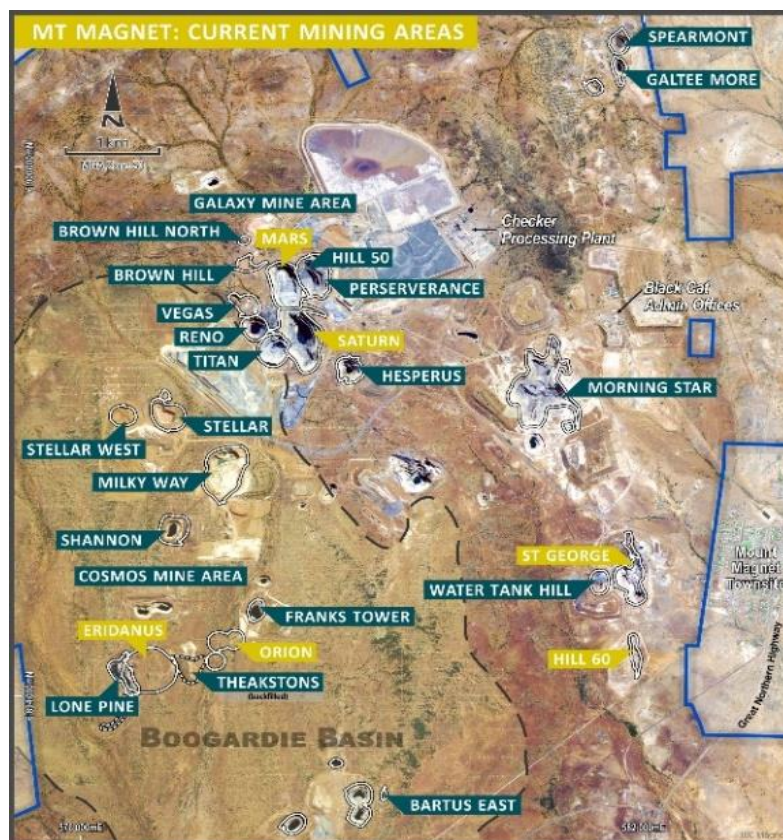 MT MAGNET: CURRENT MINING AREAS
SPEARMONT
GALTEE MORE
N
1 km
GALAXY MINE AREA
Checker
Processing Plant
BROWN HILL NORTH
MARS
HILL 50
BROWN HILL
PERSERVERANCE
Black Cat
Admin Offices
VEGAS
RENO
SATURN
TITAN
HESPERUS
MORNING STAR
STELLAR
STELLAR WEST
MILKY WAY
SHANNON
ST GEORGE
Mount
Magnet
Townsite
COSMOS MINE AREA
WATER TANK HILL
FRANKS TOWER
ERIDANUS
ORION
HILL 60
THEAKSTONS
(backfilled)
LONE PINE
Great Northern Highway
BOOGARDIE BASIN
BARTUS EAST